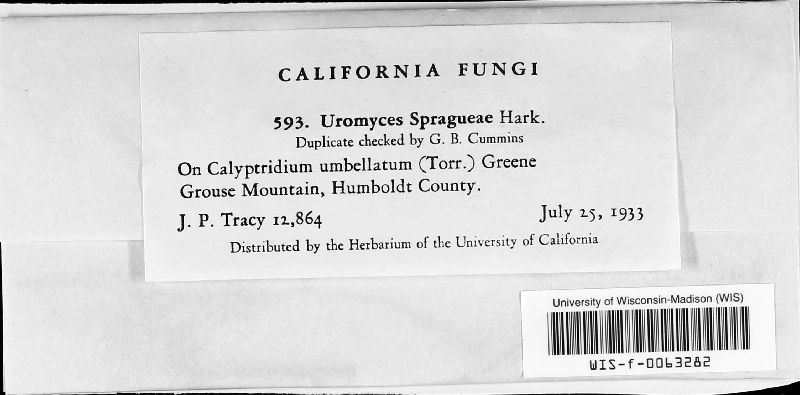 CALIFORNIA FUNGI
593. Uromyces Spragueae Hark.
Duplicate checked by G. B. Cummins
On Calyptridium umbellatum (Torr.) Greene
Grouse Mountain, Humboldt County.
J. P. Tracy 12,864 July 25, 1933
Distributed by the Herbarium of the University of California
University of Wisconsin-Madison (WIS)
WIS-f-0063282